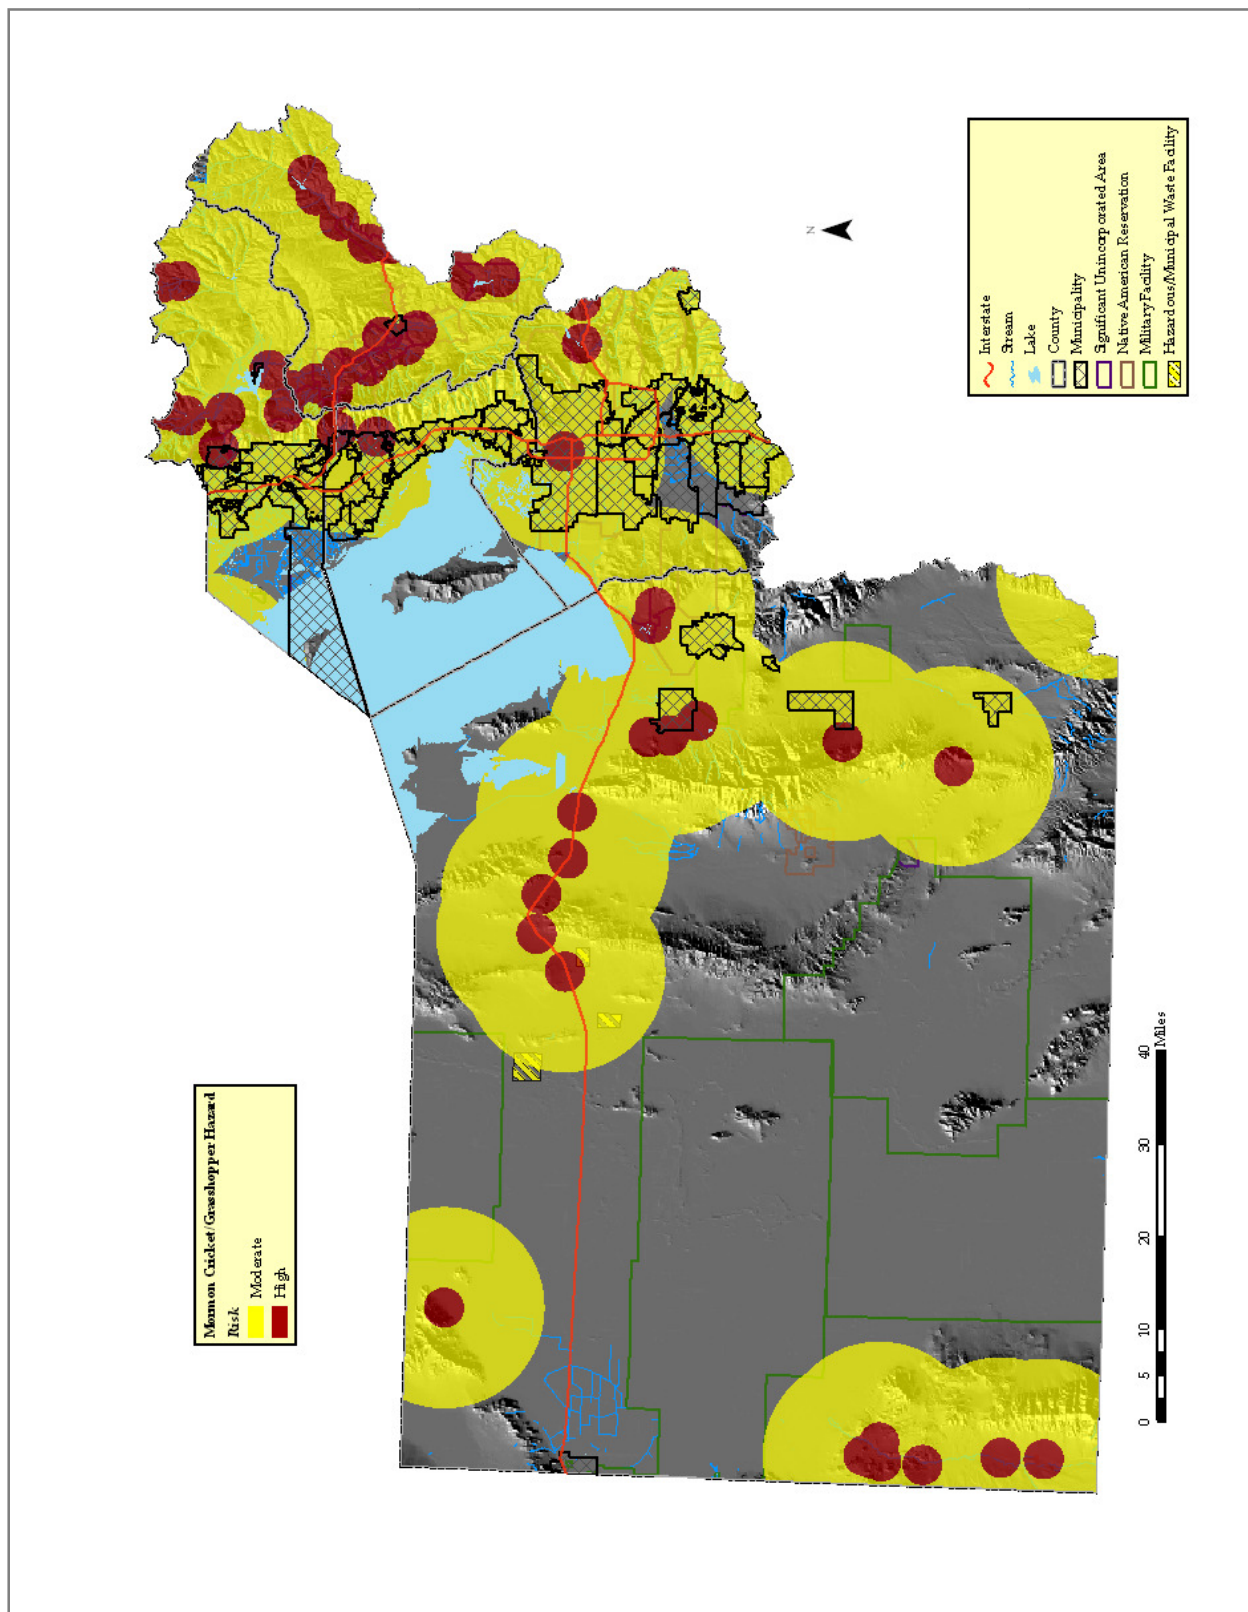 Mormon Cricket/Grasshopper Hazard
Risk
Moderate
High
N
Interstate
Stream
Lake
County
Municipality
Significant Unincorporated Area
Native American Reservation
Military Facility
Hazardous/Municipal Waste Facility
0 5 10 20 30 40
Miles